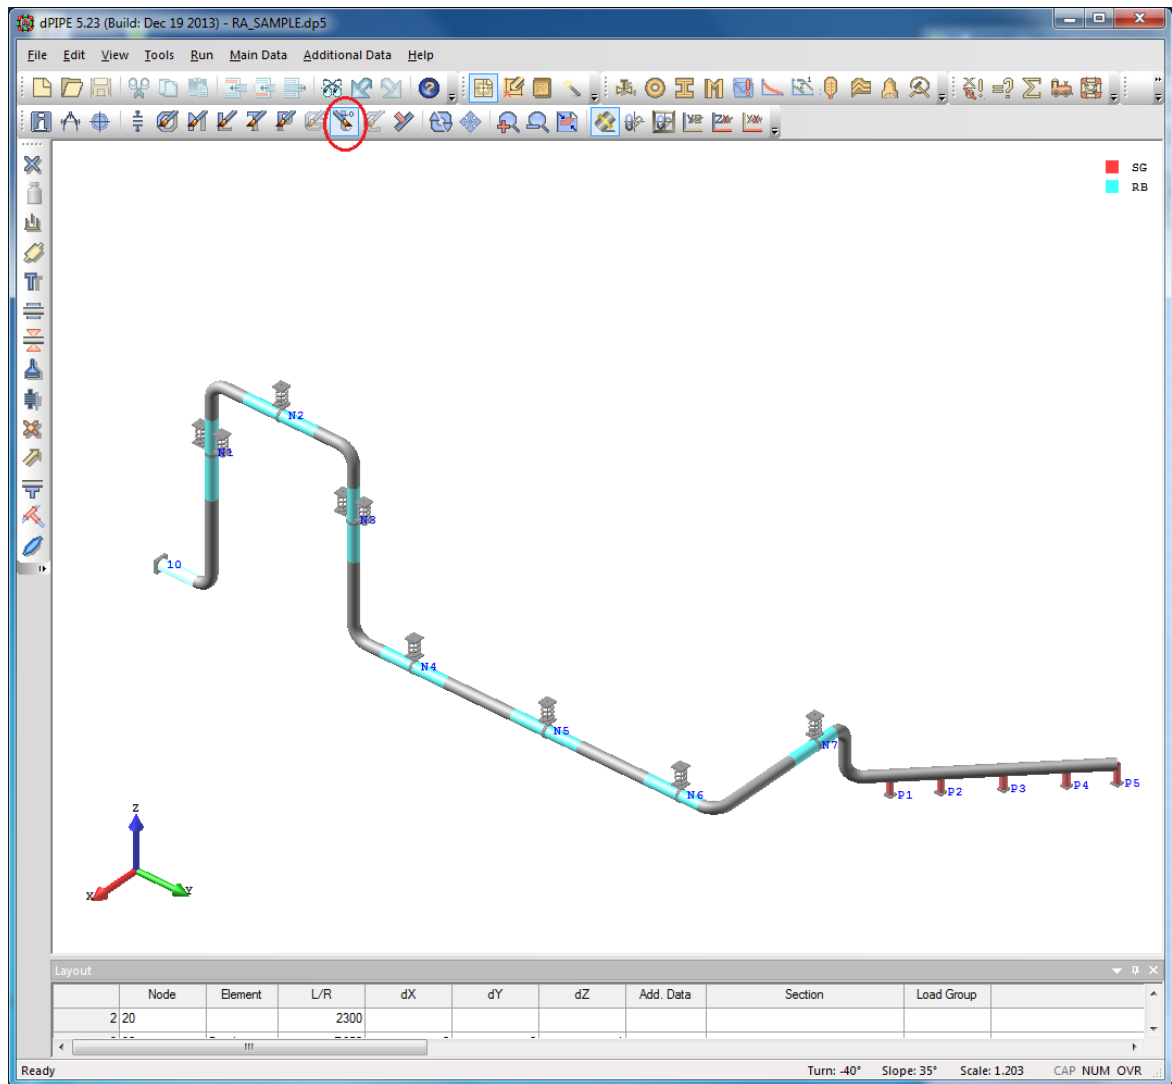 dPIPE 5.23 (Build: Dec 19 2013) - RA_SAMPLE.dp5
File Edit View Tools Run Main Data Additional Data Help
SG
RB
N2
N1
N3
10
N4
N5
N7
N6
P1
P2
P3
P4
P5
Z
X
Y
Layout
Node Element L/R dX dY dZ Add. Data Section Load Group
2 20 2300
Ready Turn: -40° Slope: 35° Scale: 1.203 CAP NUM OVR